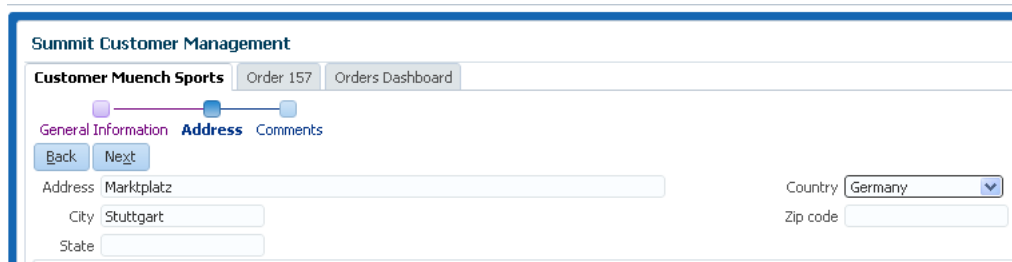 Summit Customer Management
Customer Muench Sports Order 157 Orders Dashboard
General Information Address Comments
Back Next
Address Marktplatz Country Germany
City Stuttgart Zip code
State